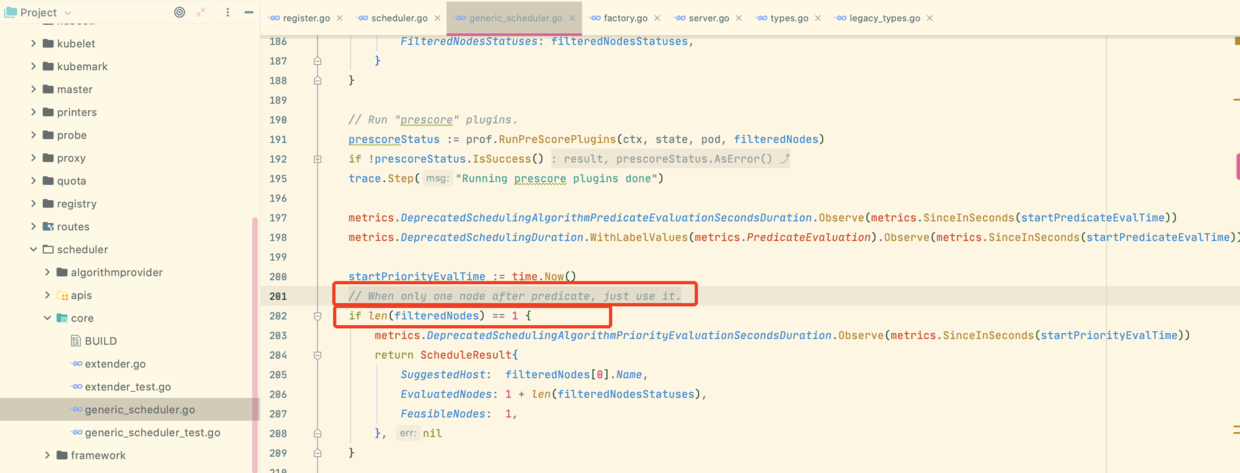 Project
register.go
scheduler.go
generic_scheduler.go
factory.go
server.go
types.go
legacy_types.go
kubelet
kubemark
master
printers
probe
proxy
quota
registry
routes
scheduler
algorithmprovider
apis
core
BUILD
extender.go
extender_test.go
generic_scheduler.go
generic_scheduler_test.go
framework
186 FilteredNodesStatuses: filteredNodesStatuses,
187 }
188 }
189
190 // Run "prescore" plugins.
191 prescoreStatus := prof.RunPreScorePlugins(ctx, state, pod, filteredNodes)
192 if !prescoreStatus.IsSuccess() : result, prescoreStatus.AsError()
195 trace.Step( msg: "Running prescore plugins done")
196
197 metrics.DeprecatedSchedulingAlgorithmPredicateEvaluationSecondsDuration.Observe(metrics.SinceInSeconds(startPredicateEvalTime))
198 metrics.DeprecatedSchedulingDuration.WithLabelValues(metrics.PredicateEvaluation).Observe(metrics.SinceInSeconds(startPredicateEvalTime))
199
200 startPriorityEvalTime := time.Now()
201 // When only one node after predicate, just use it.
202 if len(filteredNodes) == 1 {
203 metrics.DeprecatedSchedulingAlgorithmPriorityEvaluationSecondsDuration.Observe(metrics.SinceInSeconds(startPriorityEvalTime))
204 return ScheduleResult{
205 SuggestedHost: filteredNodes[0].Name,
206 EvaluatedNodes: 1 + len(filteredNodesStatuses),
207 FeasibleNodes: 1,
208 }, err: nil
209 }